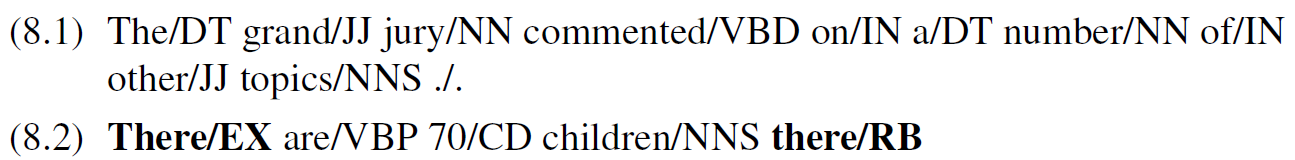 (8.1) The/DT grand/JJ jury/NN commented/VBD on/IN a/DT number/NN of/IN
other/JJ topics/NNS ./.
(8.2) There/EX are/VBP 70/CD children/NNS there/RB